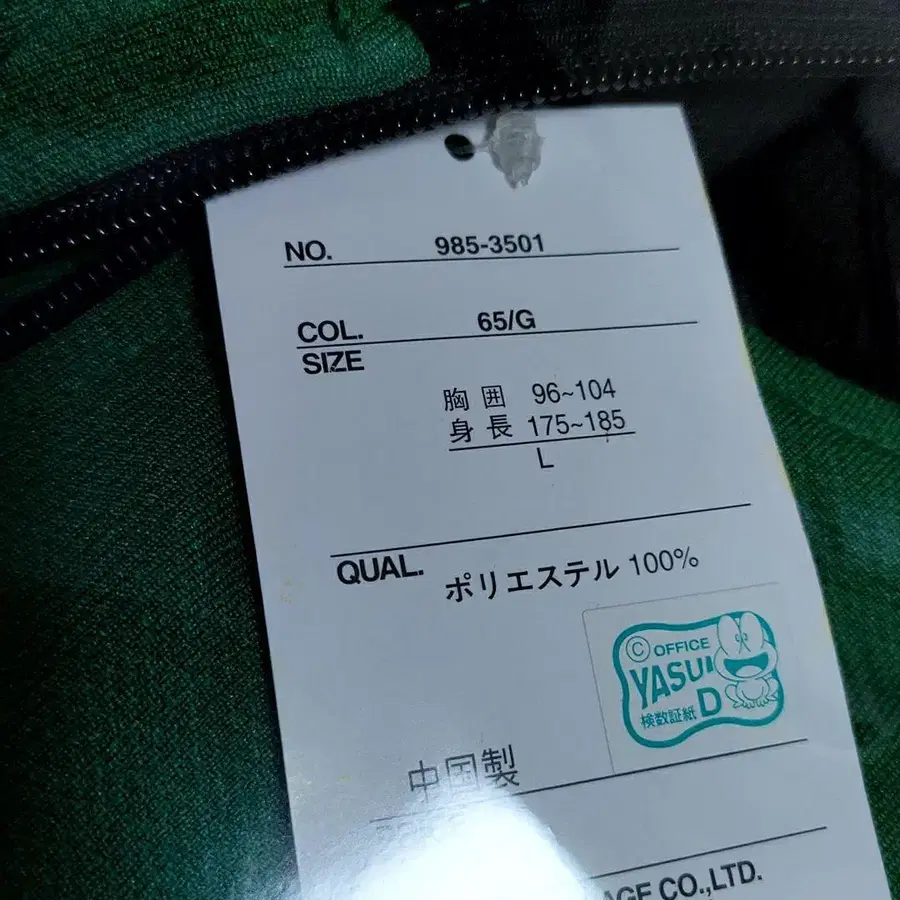 NO. 985-3501
COL. 65/G
SIZE
胸囲 96~104
身長 175~185
L
QUAL. ポリエステル 100%
© OFFICE
YASUI
D
検数証紙
中国製
AGE CO.,LTD.